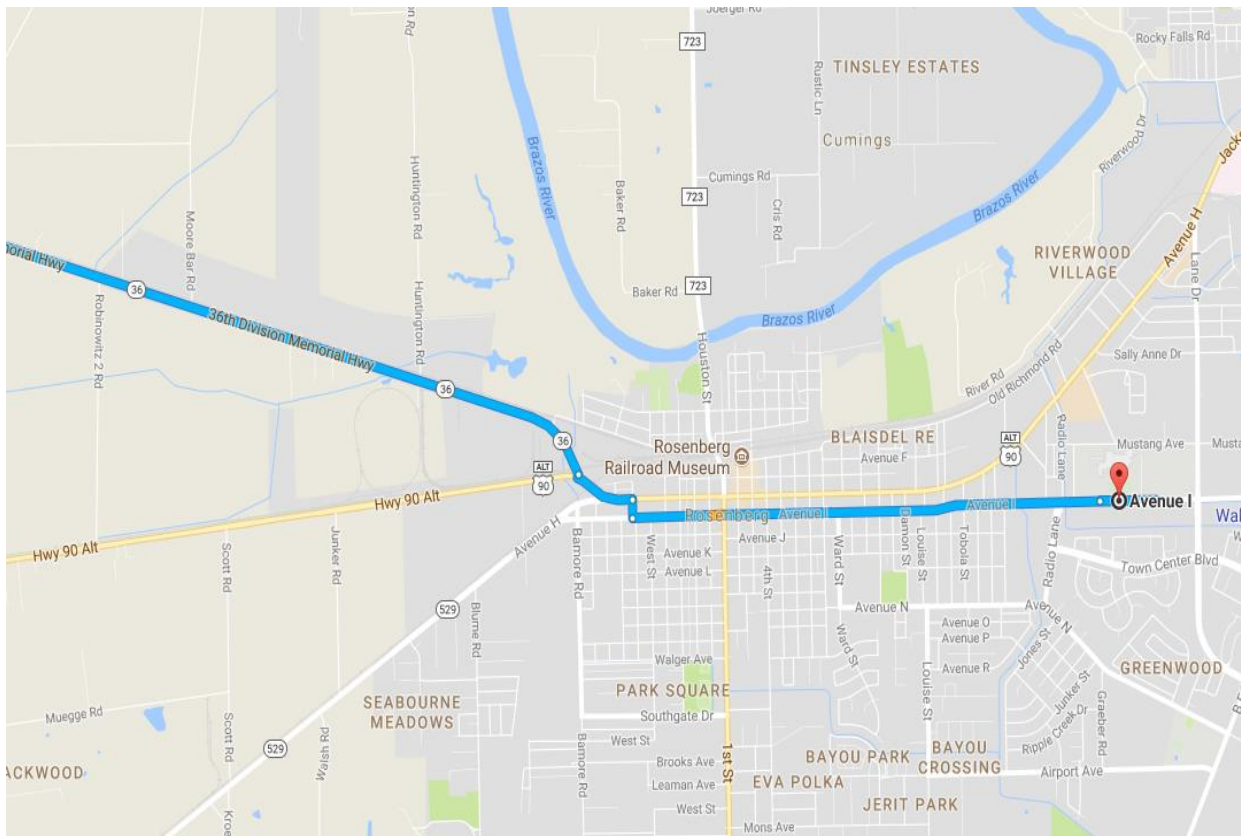 Joerger Rd
723
Rocky Falls Rd
TINSLEY ESTATES
Rustic Ln
Riverwood Dr
Cumings
Brazos River
Huntington Rd
Moore Bar Rd
Baker Rd
723
Cumings Rd
Cris Rd
Brazos River
Avenue H
RIVERWOOD
VILLAGE
Lane Dr
morial Hwy
36
Robinowitz 2 Rd
36th Division Memorial Hwy
Huntington Rd
Baker Rd
723
Brazos River
Houston St
Sally Anne Dr
36
River Rd
Old Richmond Rd
Radio Lane
36
Rosenberg
Railroad Museum
BLAISDEL RE
Avenue F
ALT
90
Mustang Ave
ALT
90
Hwy 90 Alt
Rosenberg
Avenue I
Avenue I
Avenue I
Hwy 90 Alt
Scott Rd
Junker Rd
Avenue H
Bamore Rd
West St
Avenue K
Avenue L
Avenue J
4th St
Ward St
Damon St
Louise St
Tobola St
Radio Lane
Town Center Blvd
529
Blume Rd
Avenue N
Avenue N
Avenue O
Avenue P
Avenue R
Ward St
Louise St
Jones St
Junker St
Ripple Creek Dr
Graeber Rd
GREENWOOD
Walger Ave
PARK SQUARE
SEABOURNE
MEADOWS
Southgate Dr
Muegge Rd
Scott Rd
Walsh Rd
529
Bamore Rd
West St
1st St
Brooks Ave
Leaman Ave
West St
Mons Ave
BAYOU PARK
BAYOU
CROSSING
Airport Ave
EVA POLKA
JERIT PARK
ACKWOOD